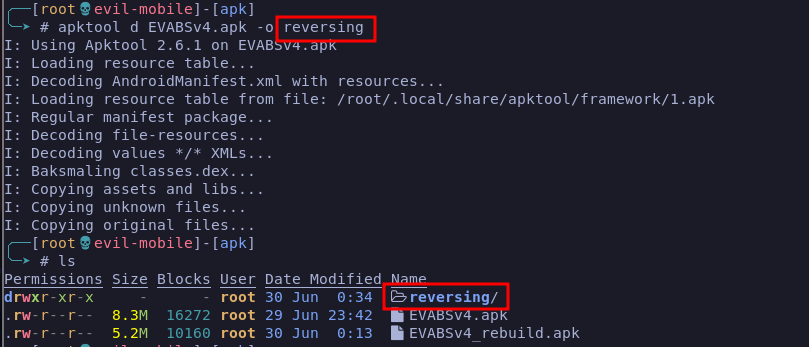 ╭─[root💀evil-mobile]-[apk]
╰─➤ # apktool d EVABSv4.apk -o reversing
I: Using Apktool 2.6.1 on EVABSv4.apk
I: Loading resource table...
I: Decoding AndroidManifest.xml with resources...
I: Loading resource table from file: /root/.local/share/apktool/framework/1.apk
I: Regular manifest package...
I: Decoding file-resources...
I: Decoding values */* XMLs...
I: Baksmaling classes.dex...
I: Copying assets and libs...
I: Copying unknown files...
I: Copying original files...
╭─[root💀evil-mobile]-[apk]
╰─➤ # ls
Permissions Size Blocks User Date Modified Name
drwxr-xr-x - - root 30 Jun 0:34 reversing/
.rw-r--r-- 8.3M 16272 root 29 Jun 23:42 EVABSv4.apk
.rw-r--r-- 5.2M 10160 root 30 Jun 0:13 EVABSv4_rebuild.apk